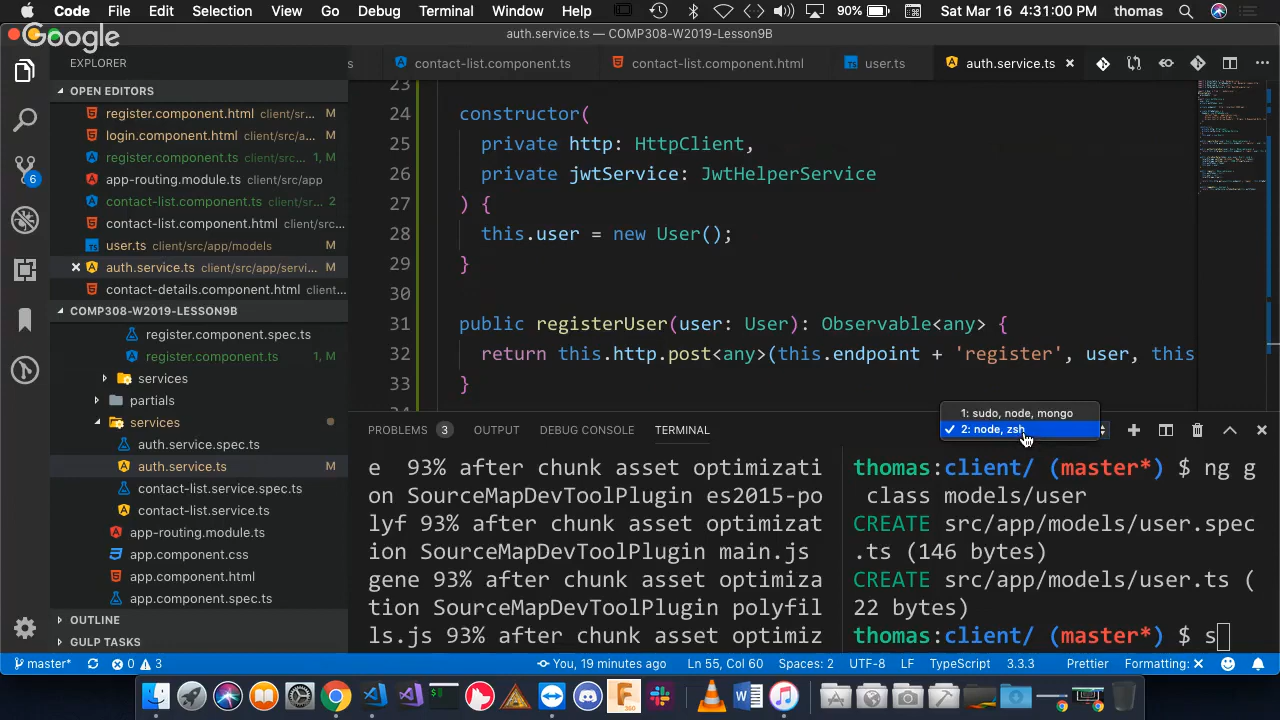 Code File Edit Selection View Go Debug Terminal Window Help 90% Sat Mar 16 4:31:00 PM thomas
Google
auth.service.ts — COMP308-W2019-Lesson9B
EXPLORER
s contact-list.component.ts contact-list.component.html user.ts auth.service.ts
OPEN EDITORS
register.component.html client/sr... M
login.component.html client/src/a... M
register.component.ts client/src... 1, M
app-routing.module.ts client/src/app M
contact-list.component.ts client/... 2
contact-list.component.html client/src... M
user.ts client/src/app/models M
auth.service.ts client/src/app/servi... M
contact-details.component.html client... M
COMP308-W2019-LESSON9B
register.component.spec.ts
register.component.ts 1, M
services
partials
services
auth.service.spec.ts
auth.service.ts M
contact-list.service.spec.ts
contact-list.service.ts
app-routing.module.ts
app.component.css
app.component.html
app.component.spec.ts
OUTLINE
GULP TASKS
6
23
24 constructor(
25 private http: HttpClient,
26 private jwtService: JwtHelperService
27 ) {
28 this.user = new User();
29 }
30
31 public registerUser(user: User): Observable<any> {
32 return this.http.post<any>(this.endpoint + 'register', user, this
33 }
PROBLEMS 3 OUTPUT DEBUG CONSOLE TERMINAL
1: sudo, node, mongo
✓ 2: node, zsh
e 93% after chunk asset optimizati
on SourceMapDevToolPlugin es2015-po
lyf 93% after chunk asset optimizat
ion SourceMapDevToolPlugin main.js
gene 93% after chunk asset optimiza
tion SourceMapDevToolPlugin polyfil
ls.js 93% after chunk asset optimiz
thomas:client/ (master*) $ ng g
class models/user
CREATE src/app/models/user.spec
.ts (146 bytes)
CREATE src/app/models/user.ts (
22 bytes)
thomas:client/ (master*) $ s
master* 0 3 You, 19 minutes ago Ln 55, Col 60 Spaces: 2 UTF-8 LF TypeScript 3.3.3 Prettier Formatting: ✕